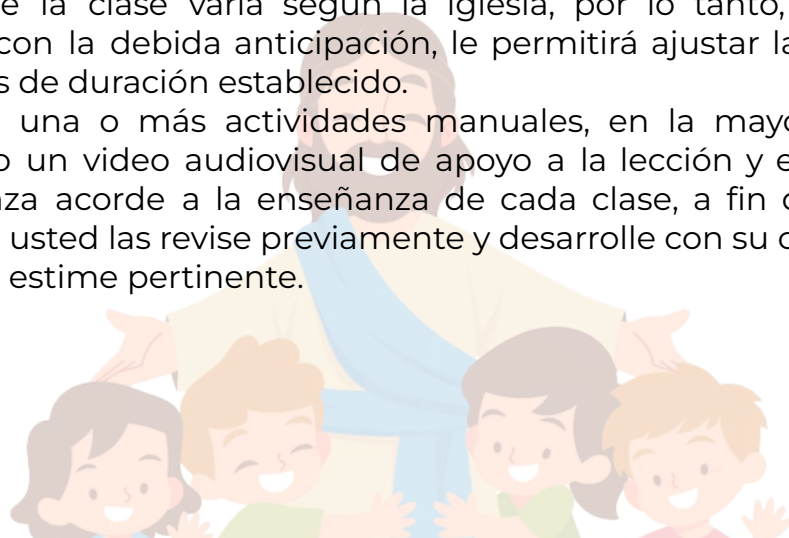 e la clase varía según la iglesia, por lo tanto,
con la debida anticipación, le permitirá ajustar la
s de duración establecido.
una o más actividades manuales, en la mayo
o un video audiovisual de apoyo a la lección y e
nza acorde a la enseñanza de cada clase, a fin d
usted las revise previamente y desarrolle con su c
estime pertinente.